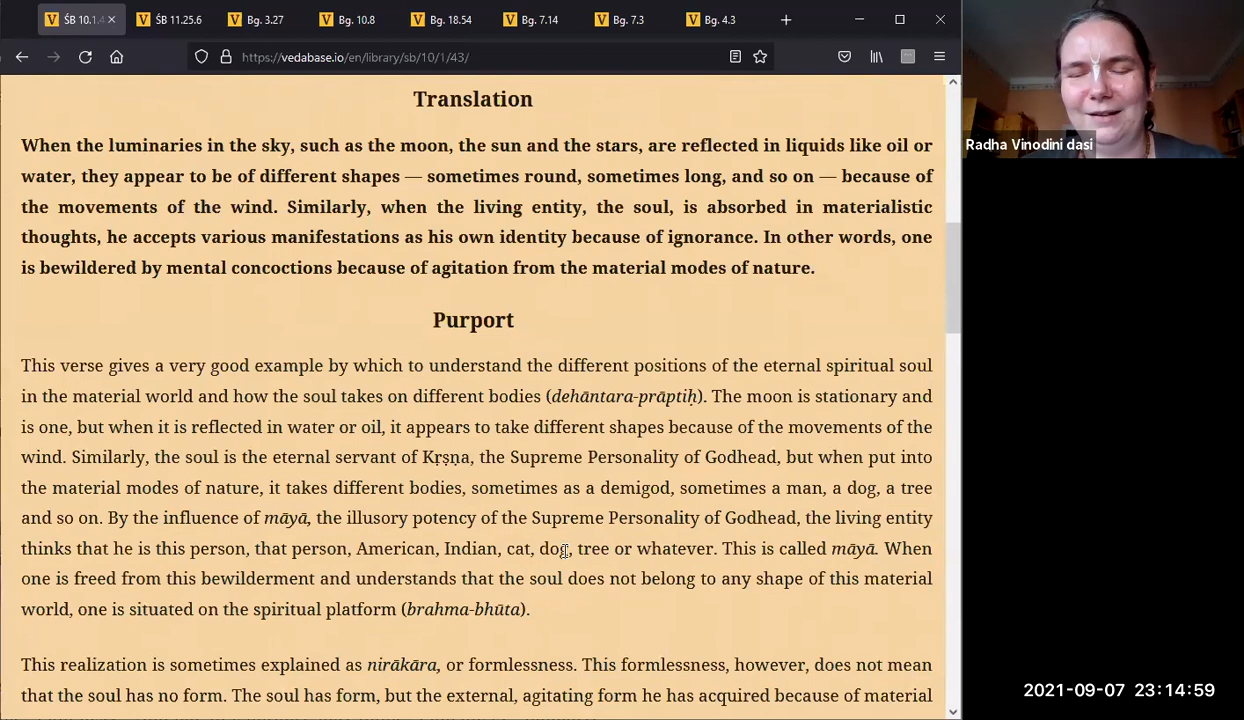 ŚB 10.1.4
ŚB 11.25.6
Bg. 3.27
Bg. 10.8
Bg. 18.54
Bg. 7.14
Bg. 7.3
Bg. 4.3
https://vedabase.io/en/library/sb/10/1/43/
Radha Vinodini dasi
Translation
When the luminaries in the sky, such as the moon, the sun and the stars, are reflected in liquids like oil or
water, they appear to be of different shapes — sometimes round, sometimes long, and so on — because of
the movements of the wind. Similarly, when the living entity, the soul, is absorbed in materialistic
thoughts, he accepts various manifestations as his own identity because of ignorance. In other words, one
is bewildered by mental concoctions because of agitation from the material modes of nature.
Purport
This verse gives a very good example by which to understand the different positions of the eternal spiritual soul
in the material world and how the soul takes on different bodies (dehāntara-prāptiḥ). The moon is stationary and
is one, but when it is reflected in water or oil, it appears to take different shapes because of the movements of the
wind. Similarly, the soul is the eternal servant of Kṛṣṇa, the Supreme Personality of Godhead, but when put into
the material modes of nature, it takes different bodies, sometimes as a demigod, sometimes a man, a dog, a tree
and so on. By the influence of māyā, the illusory potency of the Supreme Personality of Godhead, the living entity
thinks that he is this person, that person, American, Indian, cat, dog, tree or whatever. This is called māyā. When
one is freed from this bewilderment and understands that the soul does not belong to any shape of this material
world, one is situated on the spiritual platform (brahma-bhūta).
This realization is sometimes explained as nirākāra, or formlessness. This formlessness, however, does not mean
that the soul has no form. The soul has form, but the external, agitating form he has acquired because of material
2021-09-07 23:14:59